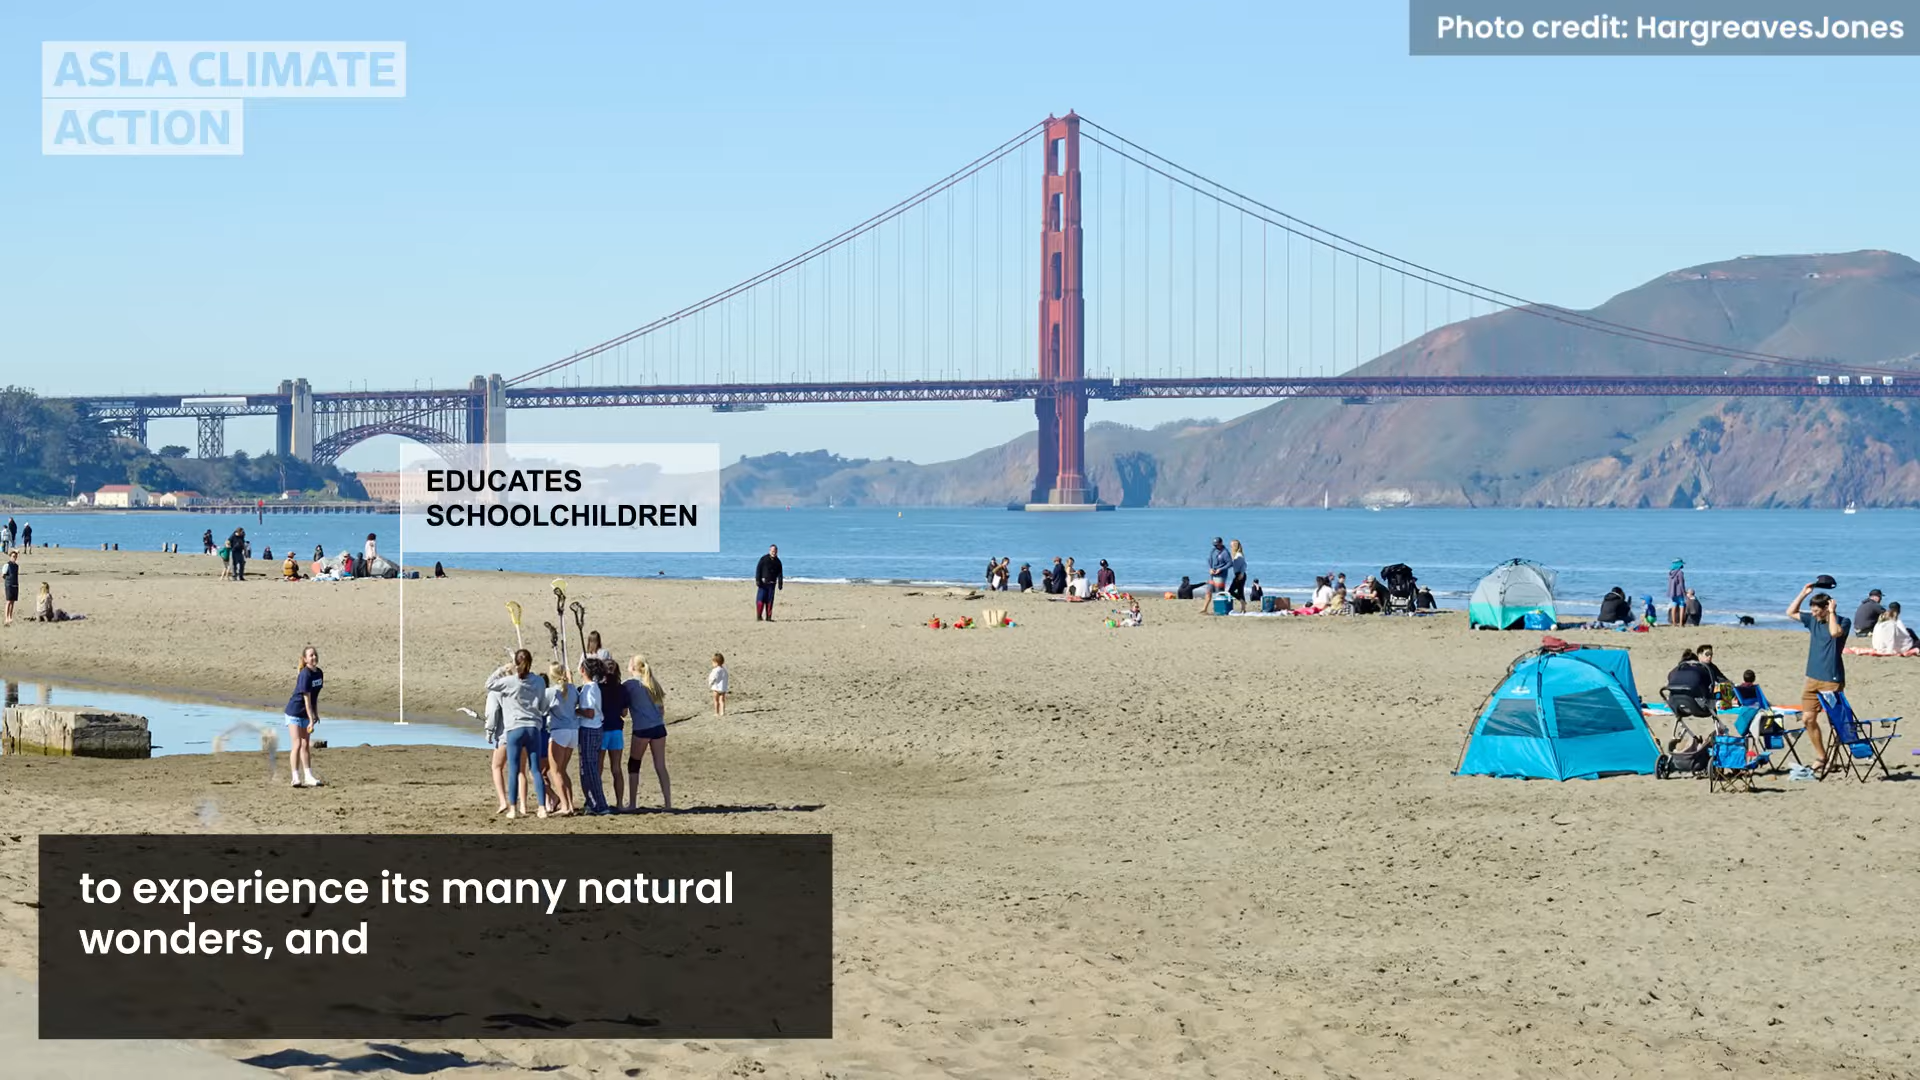 Photo credit: HargreavesJones
ASLA CLIMATE
ACTION
EDUCATES
SCHOOLCHILDREN
to experience its many natural
wonders, and